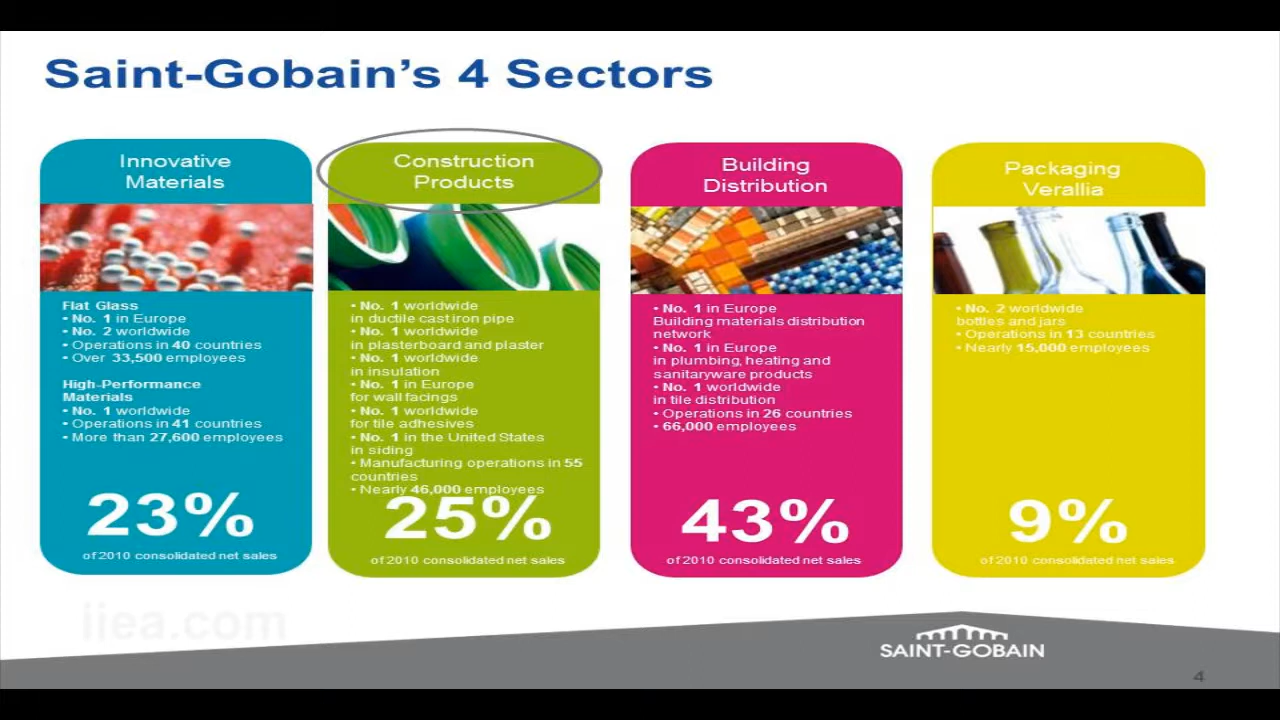 Saint-Gobain's 4 Sectors
Innovative
Materials
Flat Glass
• No. 1 in Europe
• No. 2 worldwide
• Operations in 40 countries
• Over 33,500 employees
High-Performance
Materials
• No. 1 worldwide
• Operations in 41 countries
• More than 27,600 employees
23%
of 2010 consolidated net sales
Construction
Products
• No. 1 worldwide
in ductile cast iron pipe
• No. 1 worldwide
in plasterboard and plaster
• No. 1 worldwide
in insulation
• No. 1 in Europe
for wall facings
• No. 1 worldwide
for tile adhesives
• No. 1 in the United States
in siding
• Manufacturing operations in 55
countries
• Nearly 46,000 employees
25%
of 2010 consolidated net sales
Building
Distribution
• No. 1 in Europe
Building materials distribution
network
• No. 1 in Europe
in plumbing, heating and
sanitaryware products
• No. 1 worldwide
in tile distribution
• Operations in 26 countries
• 66,000 employees
43%
of 2010 consolidated net sales
Packaging
Verallia
• No. 2 worldwide
bottles and jars
• Operations in 13 countries
• Nearly 15,000 employees
9%
of 2010 consolidated net sales
iiea.com
SAINT-GOBAIN
4